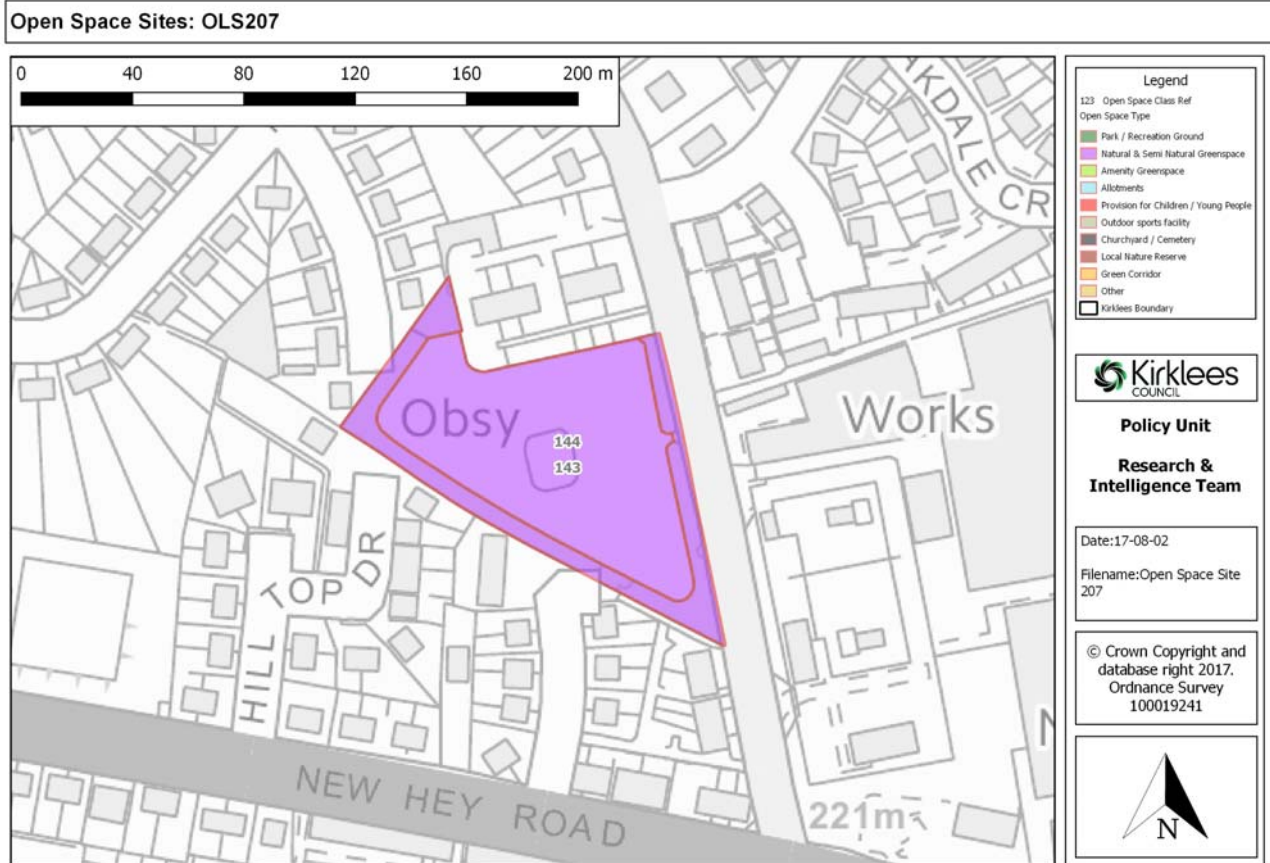 Open Space Sites: OLS207
0 40 80 120 160 200 m
AKDALE CR
Obsy
144
143
Works
HILL TOP DR
NEW HEY ROAD
221m
N
Legend
123 Open Space Class Ref
Open Space Type
Park / Recreation Ground
Natural & Semi Natural Greenspace
Amenity Greenspace
Allotments
Provision for Children / Young People
Outdoor sports facility
Churchyard / Cemetery
Local Nature Reserve
Green Corridor
Other
Kirklees Boundary
Kirklees
COUNCIL
Policy Unit
Research &
Intelligence Team
Date:17-08-02
Filename:Open Space Site
207
© Crown Copyright and
database right 2017.
Ordnance Survey
100019241
N